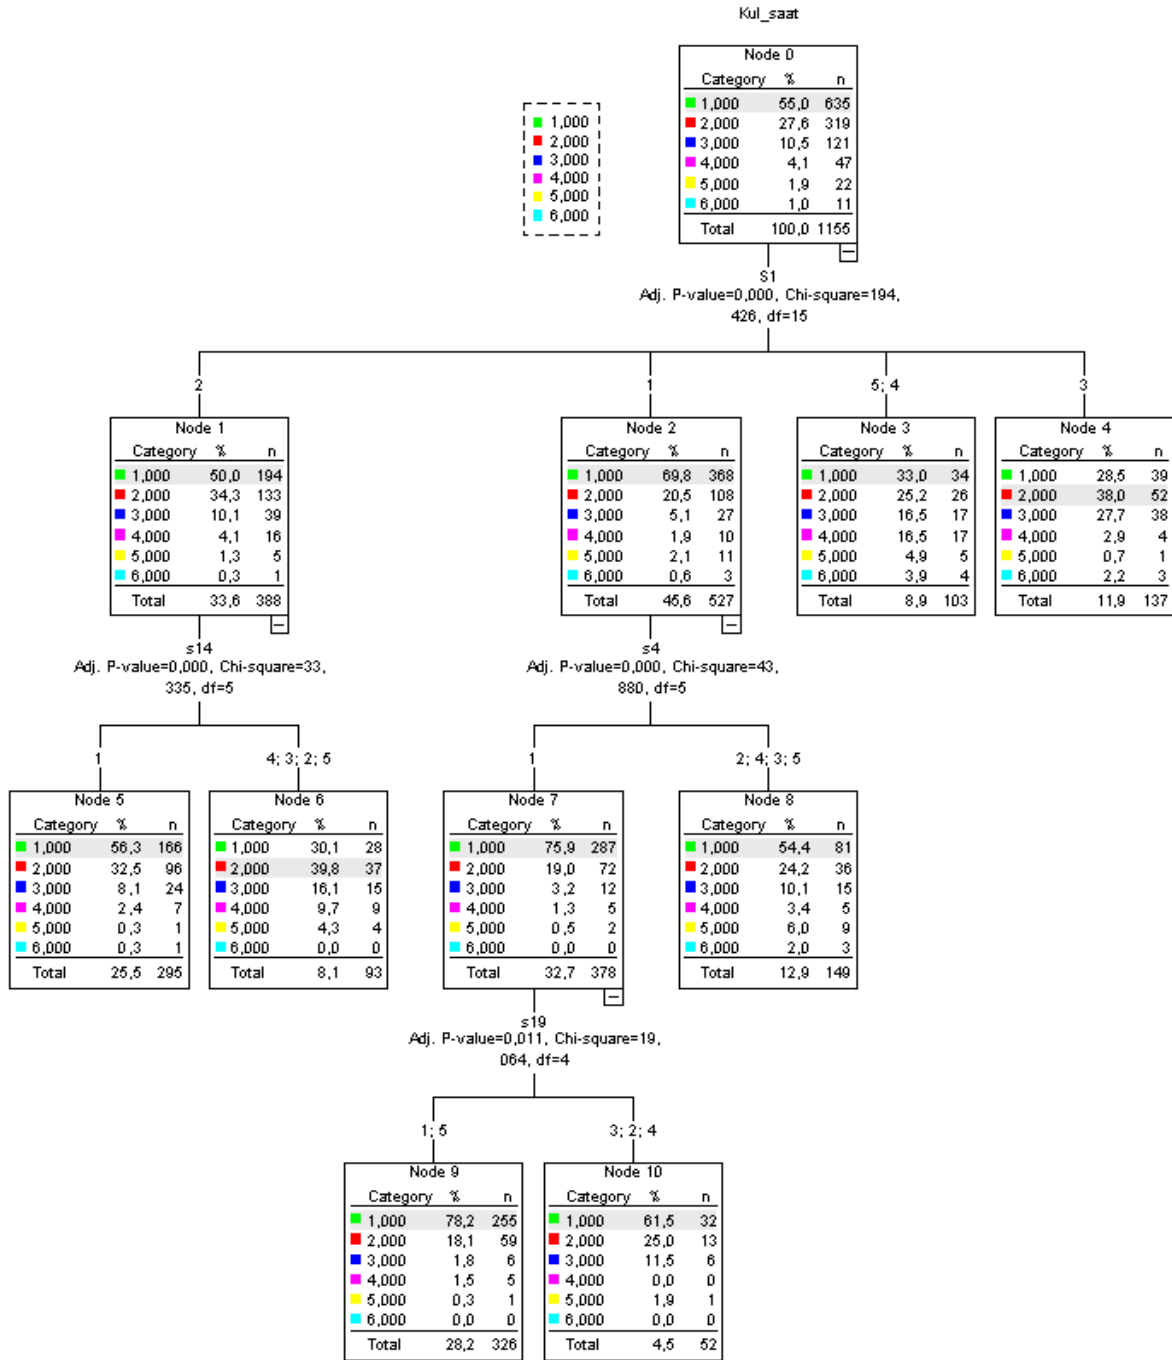 Kul_saat
Node 0
Category % n
1,000 55,0 635
2,000 27,6 319
3,000 10,5 121
4,000 4,1 47
5,000 1,9 22
6,000 1,0 11
Total 100,0 1155
1,000
2,000
3,000
4,000
5,000
6,000
S1
Adj. P-value=0,000, Chi-square=194,
426, df=15
2
1
5; 4
3
Node 1
Category % n
1,000 50,0 194
2,000 34,3 133
3,000 10,1 39
4,000 4,1 16
5,000 1,3 5
6,000 0,3 1
Total 33,6 388
Node 2
Category % n
1,000 69,8 368
2,000 20,5 108
3,000 5,1 27
4,000 1,9 10
5,000 2,1 11
6,000 0,6 3
Total 45,6 527
Node 3
Category % n
1,000 33,0 34
2,000 25,2 26
3,000 16,5 17
4,000 16,5 17
5,000 4,9 5
6,000 3,9 4
Total 8,9 103
Node 4
Category % n
1,000 28,5 39
2,000 38,0 52
3,000 27,7 38
4,000 2,9 4
5,000 0,7 1
6,000 2,2 3
Total 11,9 137
s14
Adj. P-value=0,000, Chi-square=33,
335, df=5
s4
Adj. P-value=0,000, Chi-square=43,
880, df=5
1
4; 3; 2; 5
1
2; 4; 3; 5
Node 5
Category % n
1,000 56,3 166
2,000 32,5 96
3,000 8,1 24
4,000 2,4 7
5,000 0,3 1
6,000 0,3 1
Total 25,5 295
Node 6
Category % n
1,000 30,1 28
2,000 39,8 37
3,000 16,1 15
4,000 9,7 9
5,000 4,3 4
6,000 0,0 0
Total 8,1 93
Node 7
Category % n
1,000 75,9 287
2,000 19,0 72
3,000 3,2 12
4,000 1,3 5
5,000 0,5 2
6,000 0,0 0
Total 32,7 378
Node 8
Category % n
1,000 54,4 81
2,000 24,2 36
3,000 10,1 15
4,000 3,4 5
5,000 6,0 9
6,000 2,0 3
Total 12,9 149
s19
Adj. P-value=0,011, Chi-square=19,
064, df=4
1; 5
3; 2; 4
Node 9
Category % n
1,000 78,2 255
2,000 18,1 59
3,000 1,8 6
4,000 1,5 5
5,000 0,3 1
6,000 0,0 0
Total 28,2 326
Node 10
Category % n
1,000 61,5 32
2,000 25,0 13
3,000 11,5 6
4,000 0,0 0
5,000 1,9 1
6,000 0,0 0
Total 4,5 52